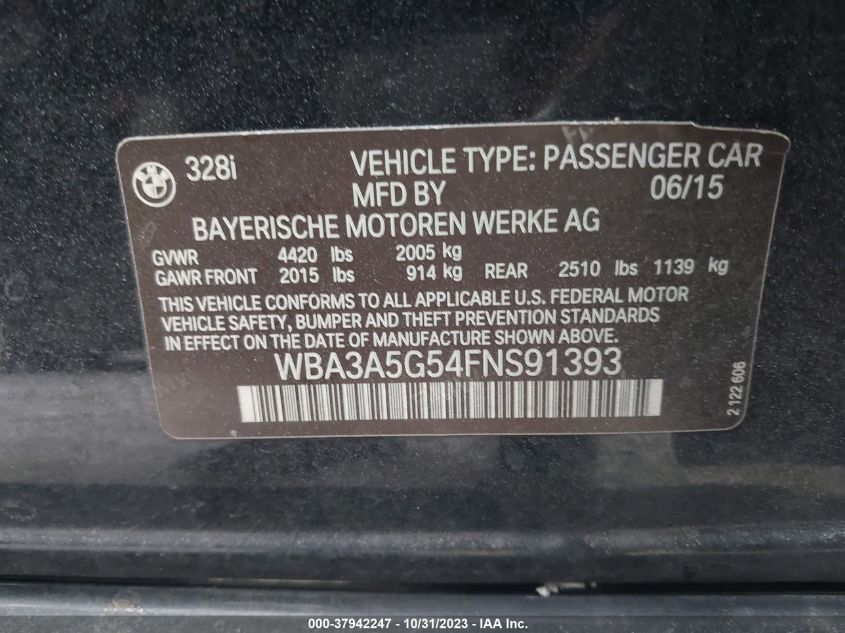 328i VEHICLE TYPE: PASSENGER CAR
MFD BY 06/15
BAYERISCHE MOTOREN WERKE AG
GVWR 4420 lbs 2005 kg
GAWR FRONT 2015 lbs 914 kg REAR 2510 lbs 1139 kg
THIS VEHICLE CONFORMS TO ALL APPLICABLE U.S. FEDERAL MOTOR
VEHICLE SAFETY, BUMPER AND THEFT PREVENTION STANDARDS
IN EFFECT ON THE DATE OF MANUFACTURE SHOWN ABOVE.
WBA3A5G54FNS91393
2 122 606
000-37942247 - 10/31/2023 - IAA, Inc.